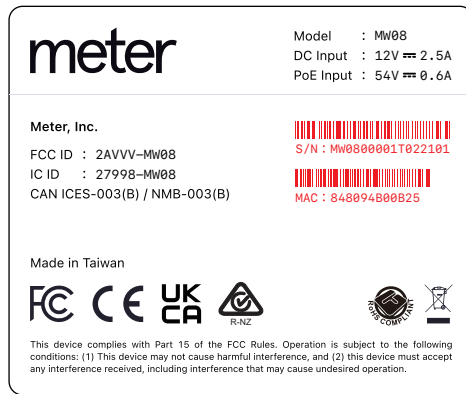 meter
Model : MW08
DC Input : 12V ⎓ 2.5A
PoE Input : 54V ⎓ 0.6A
Meter, Inc.
FCC ID : 2AVVV-MW08
IC ID : 27998-MW08
CAN ICES-003(B) / NMB-003(B)
S/N : MW0800001T022101
MAC : 848094B00B25
Made in Taiwan
FC CE UK CA R-NZ RoHS COMPLIANT
This device complies with Part 15 of the FCC Rules. Operation is subject to the following
conditions: (1) This device may not cause harmful interference, and (2) this device must accept
any interference received, including interference that may cause undesired operation.